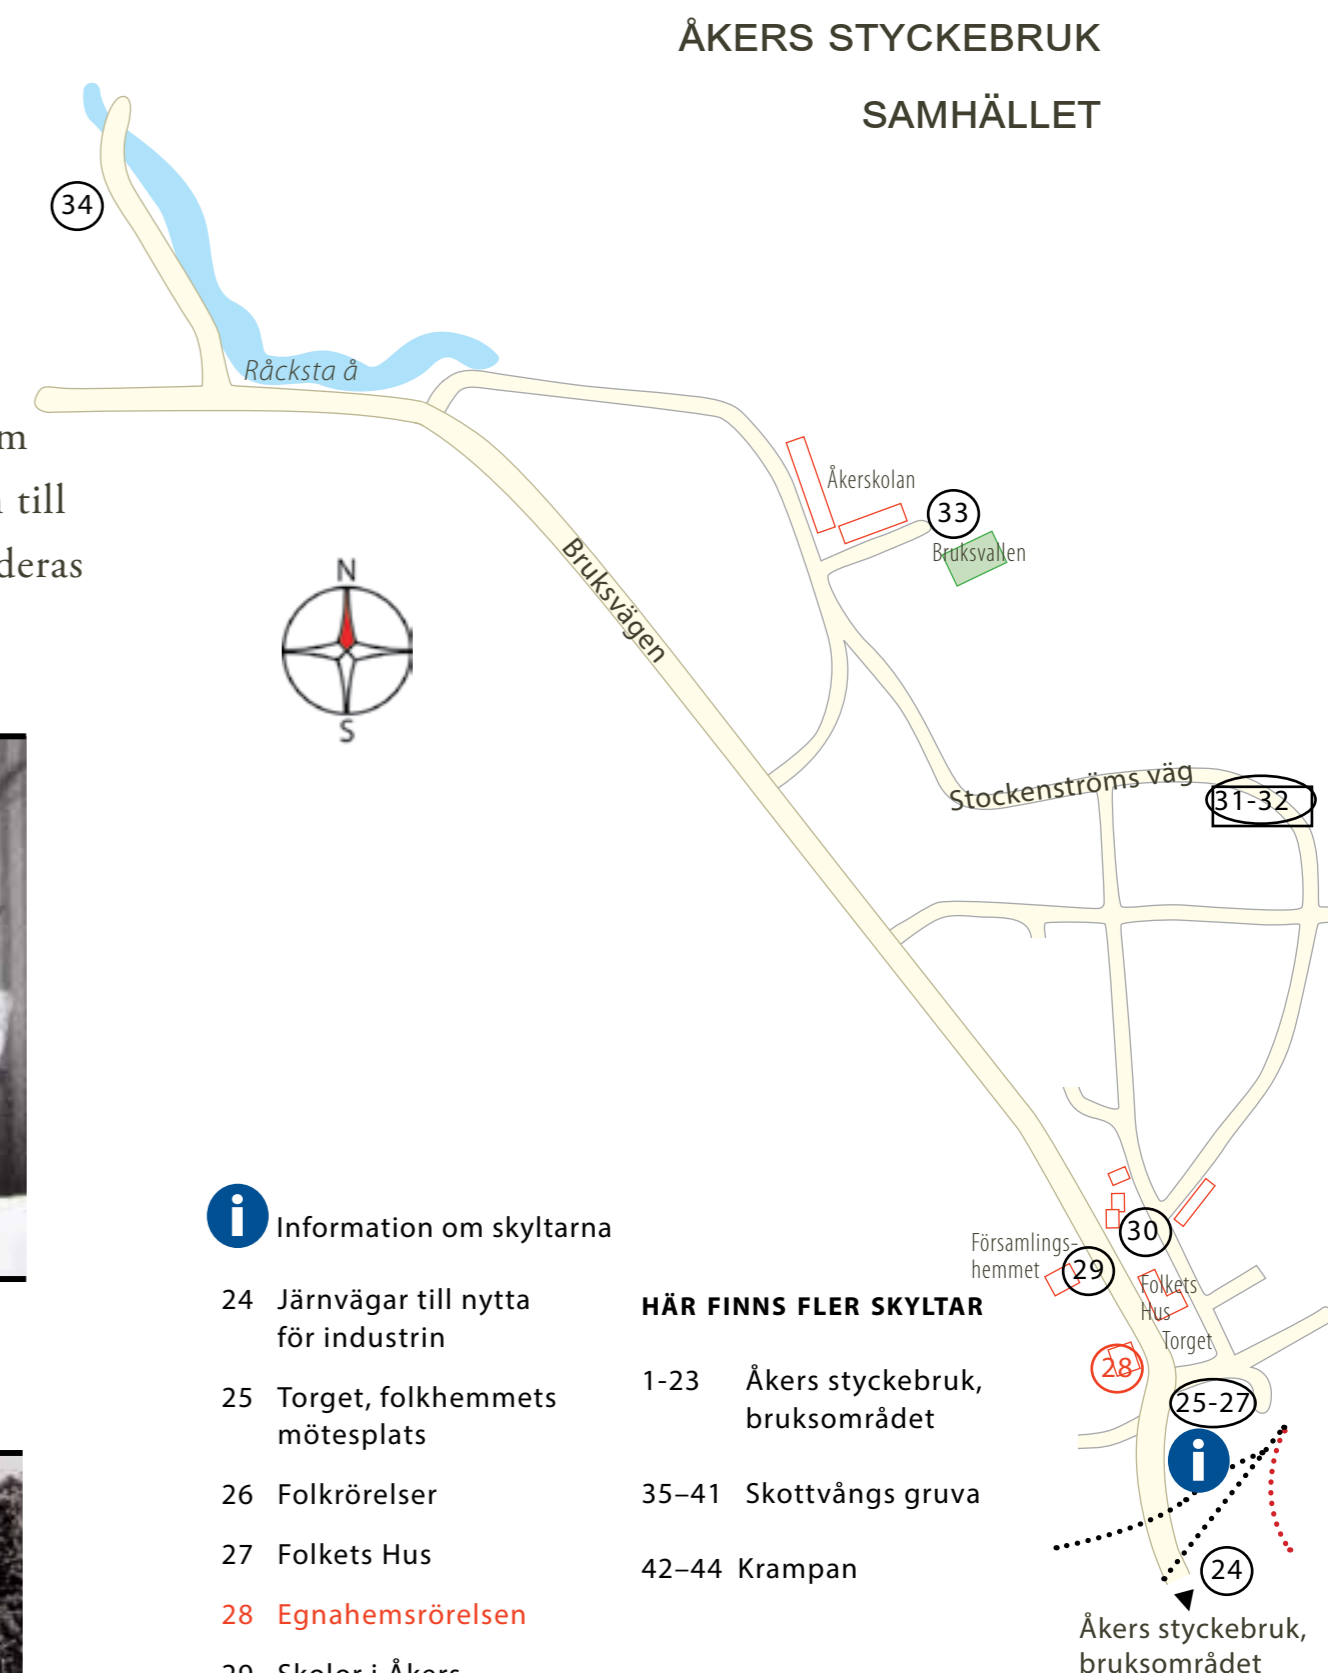 ÅKERS STYCKEBRUK
SAMHÄLLET
34
Råcksta å
m
till
deras
Åkerskolan
33
Bruksvallen
N
S
Bruksvägen
Stockenströms väg
31-32
30
Församlings-
hemmet
29
Folkets
Hus
Torget
28
25-27
i
24
Åkers styckebruk,
bruksområdet
i Information om skyltarna
24 Järnvägar till nytta
för industrin
25 Torget, folkhemmets
mötesplats
26 Folkrörelser
27 Folkets Hus
28 Egnahemsrörelsen
29 Skolor i Åkers
HÄR FINNS FLER SKYLTAR
1-23 Åkers styckebruk,
bruksområdet
35–41 Skottvångs gruva
42–44 Krampan